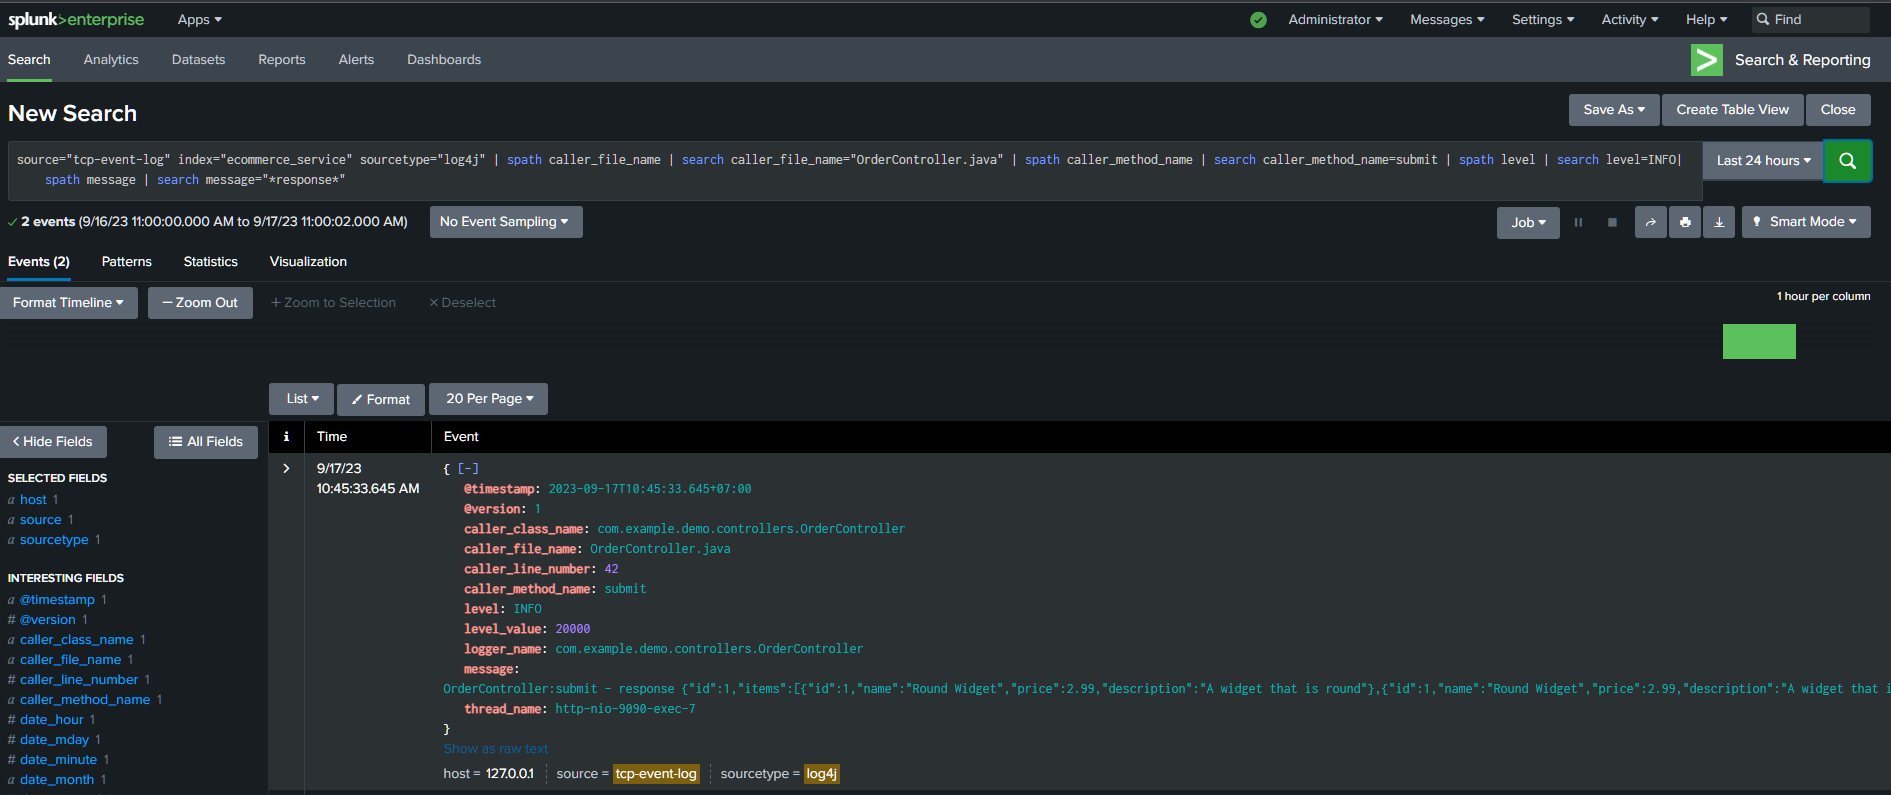 splunk>enterprise Apps Administrator Messages Settings Activity Help Find
Search Analytics Datasets Reports Alerts Dashboards Search & Reporting
New Search Save As Create Table View Close
source="tcp-event-log" index="ecommerce_service" sourcetype="log4j" | spath caller_file_name | search caller_file_name="OrderController.java" | spath caller_method_name | search caller_method_name=submit | spath level | search level=INFO| Last 24 hours
spath message | search message="*response*"
2 events (9/16/23 11:00:00.000 AM to 9/17/23 11:00:02.000 AM) No Event Sampling Job Smart Mode
Events (2) Patterns Statistics Visualization
Format Timeline — Zoom Out + Zoom to Selection × Deselect 1 hour per column
List Format 20 Per Page
< Hide Fields All Fields i Time Event
SELECTED FIELDS
a host 1
a source 1
a sourcetype 1
INTERESTING FIELDS
a @timestamp 1
# @version 1
a caller_class_name 1
a caller_file_name 1
# caller_line_number 1
a caller_method_name 1
# date_hour 1
# date_mday 1
# date_minute 1
a date_month 1
> 9/17/23
10:45:33.645 AM
{ [-]
@timestamp: 2023-09-17T10:45:33.645+07:00
@version: 1
caller_class_name: com.example.demo.controllers.OrderController
caller_file_name: OrderController.java
caller_line_number: 42
caller_method_name: submit
level: INFO
level_value: 20000
logger_name: com.example.demo.controllers.OrderController
message:
OrderController:submit - response {"id":1,"items":[{"id":1,"name":"Round Widget","price":2.99,"description":"A widget that is round"},{"id":1,"name":"Round Widget","price":2.99,"description":"A widget that i
thread_name: http-nio-9090-exec-7
}
Show as raw text
host = 127.0.0.1 source = tcp-event-log sourcetype = log4j